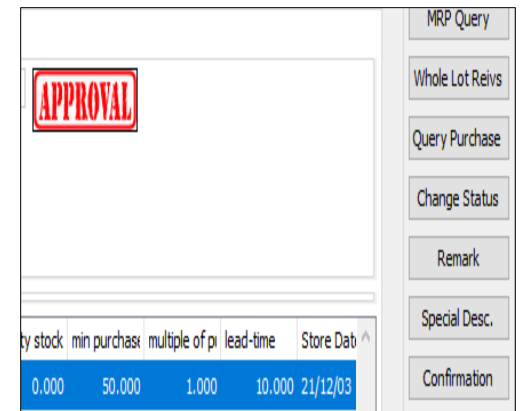 MRP Query
APPROVAL
Whole Lot Reivs
Query Purchase
Change Status
Remark
Special Desc.
ty stock min purchase multiple of pu lead-time Store Date
0.000 50.000 1.000 10.000 21/12/03
Confirmation